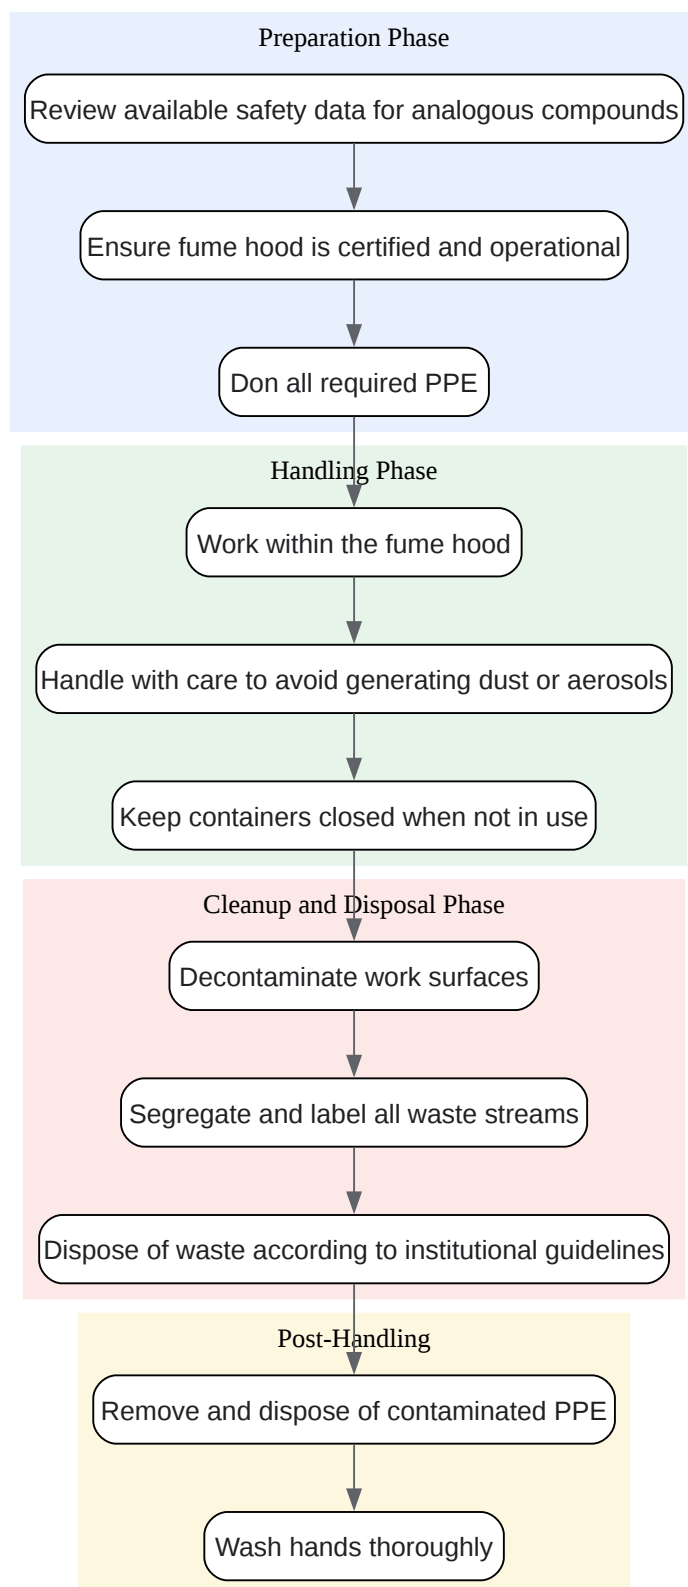 Preparation Phase
Review available safety data for analogous compounds
Ensure fume hood is certified and operational
Don all required PPE
Handling Phase
Work within the fume hood
Handle with care to avoid generating dust or aerosols
Keep containers closed when not in use
Cleanup and Disposal Phase
Decontaminate work surfaces
Segregate and label all waste streams
Dispose of waste according to institutional guidelines
Post-Handling
Remove and dispose of contaminated PPE
Wash hands thoroughly